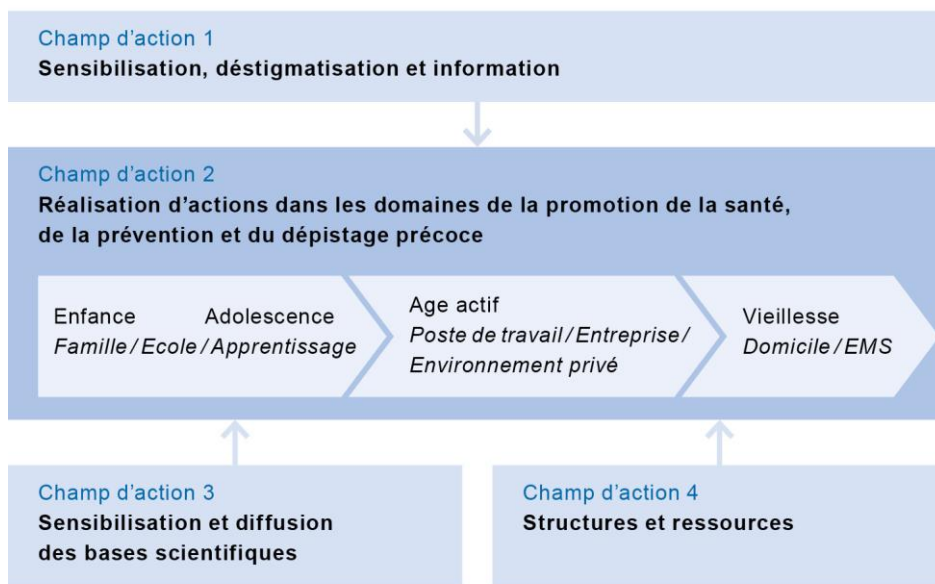 Champ d’action 1
Sensibilisation, déstigmatisation et information
Champ d’action 2
Réalisation d’actions dans les domaines de la promotion de la santé,
de la prévention et du dépistage précoce
Enfance Adolescence
Famille / Ecole / Apprentissage
Age actif
Poste de travail / Entreprise /
Environnement privé
Vieillesse
Domicile / EMS
Champ d’action 3
Sensibilisation et diffusion
des bases scientifiques
Champ d’action 4
Structures et ressources